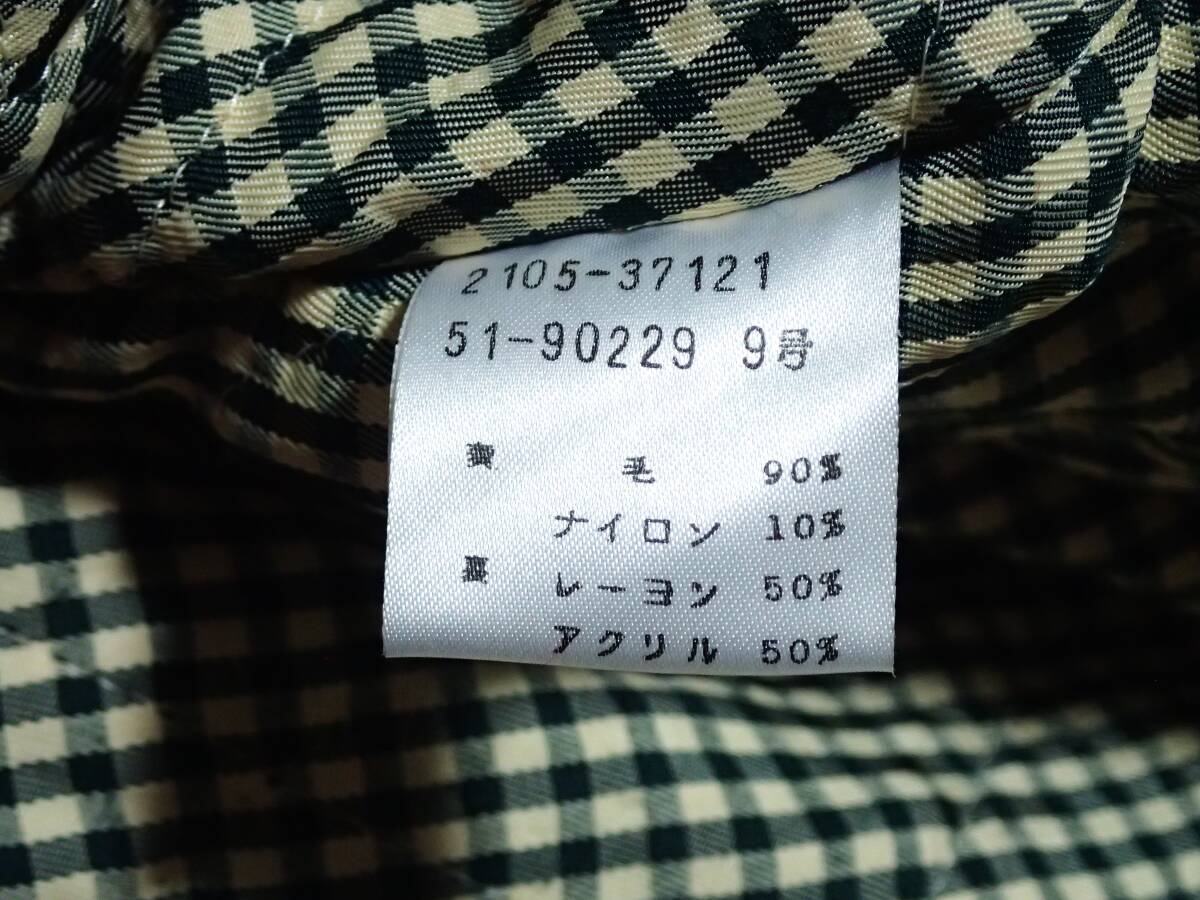 2105-37121
51-90229 9号
表 毛 90%
ナイロン 10%
裏 レーヨン 50%
アクリル 50%